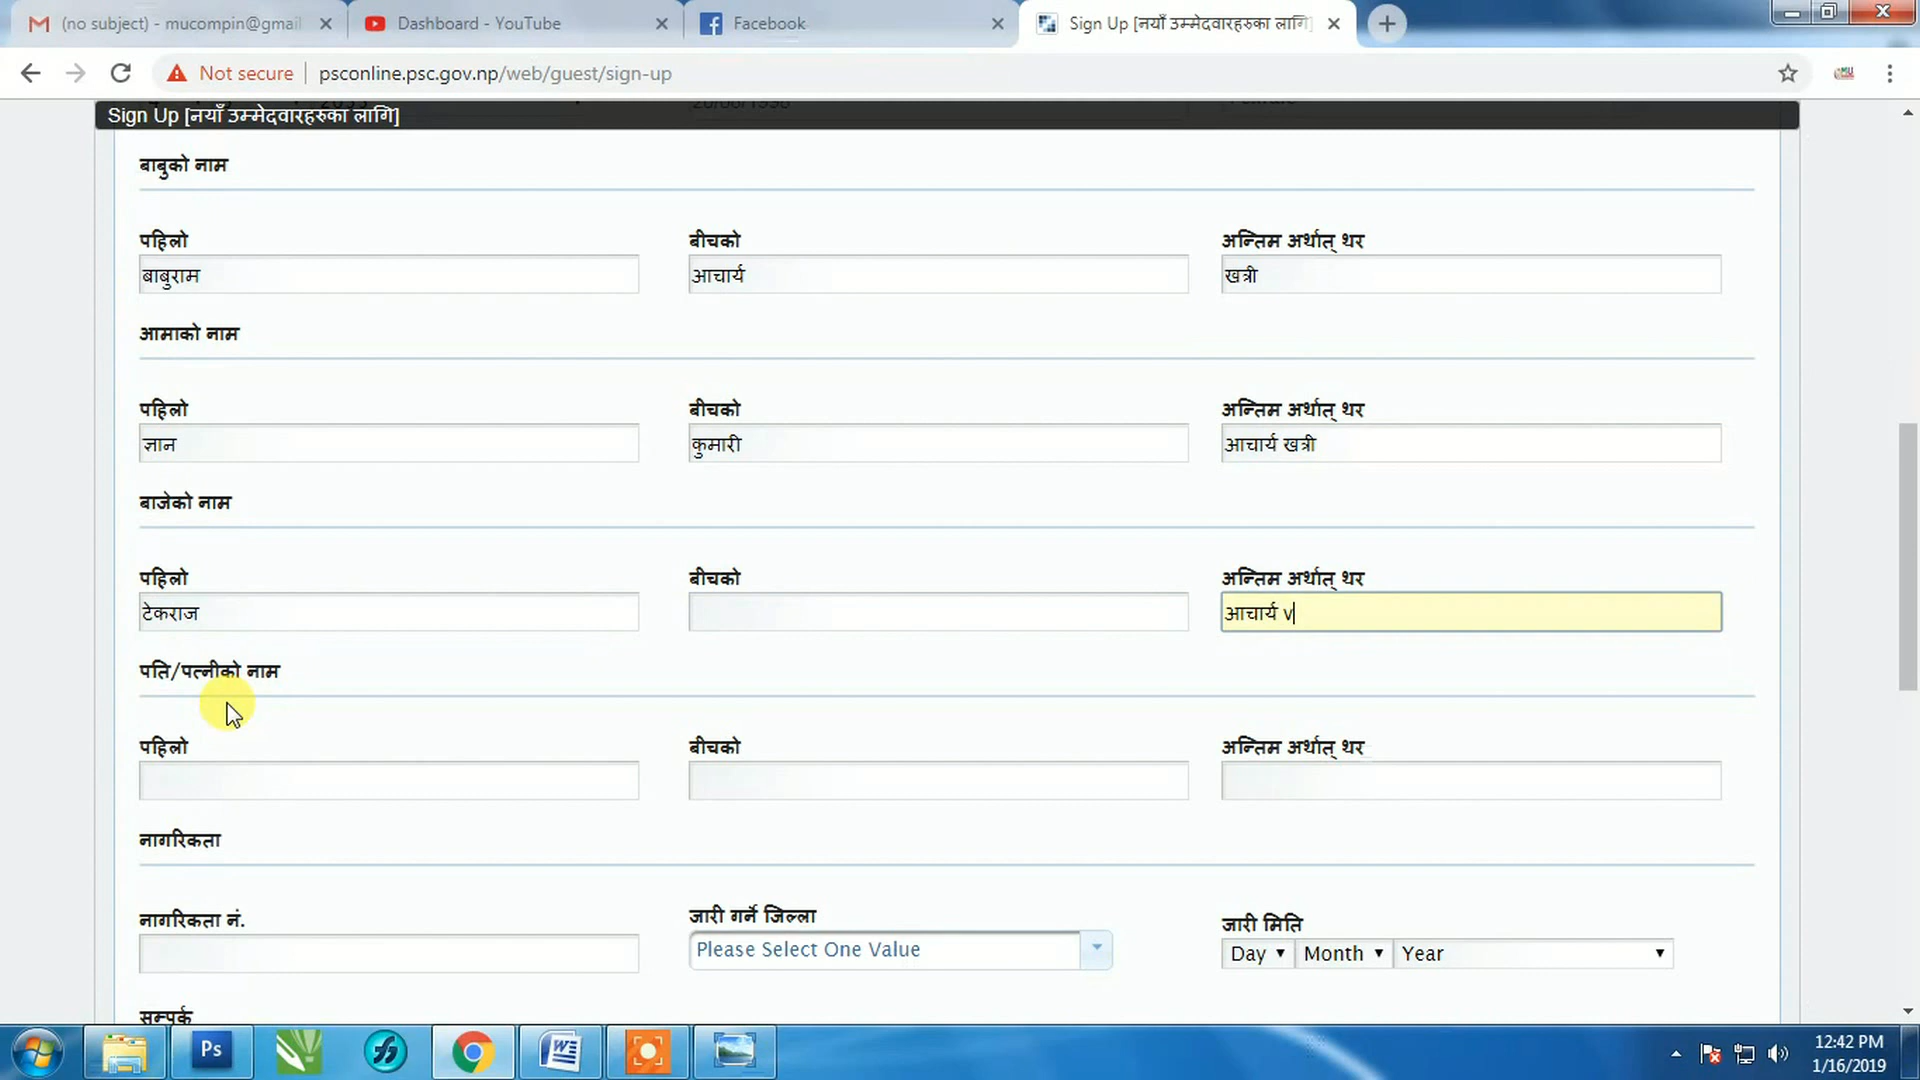 (no subject) - mucompin@gmail
Dashboard - YouTube
Facebook
Sign Up [नयाँ उम्मेदवारहरुका लागि]
Not secure
psconline.psc.gov.np/web/guest/sign-up
Sign Up [नयाँ उम्मेदवारहरुका लागि]
बाबुको नाम
पहिलो
बीचको
अन्तिम अर्थात् थर
बाबुराम
आचार्य
खत्री
आमाको नाम
पहिलो
बीचको
अन्तिम अर्थात् थर
ज्ञान
कुमारी
आचार्य खत्री
बाजेको नाम
पहिलो
बीचको
अन्तिम अर्थात् थर
टेकराज
आचार्य v
पति/पत्नीको नाम
पहिलो
बीचको
अन्तिम अर्थात् थर
नागरिकता
नागरिकता नं.
जारी गर्ने जिल्ला
जारी मिति
Please Select One Value
Day
Month
Year
सम्पर्क
Ps
12:42 PM
1/16/2019